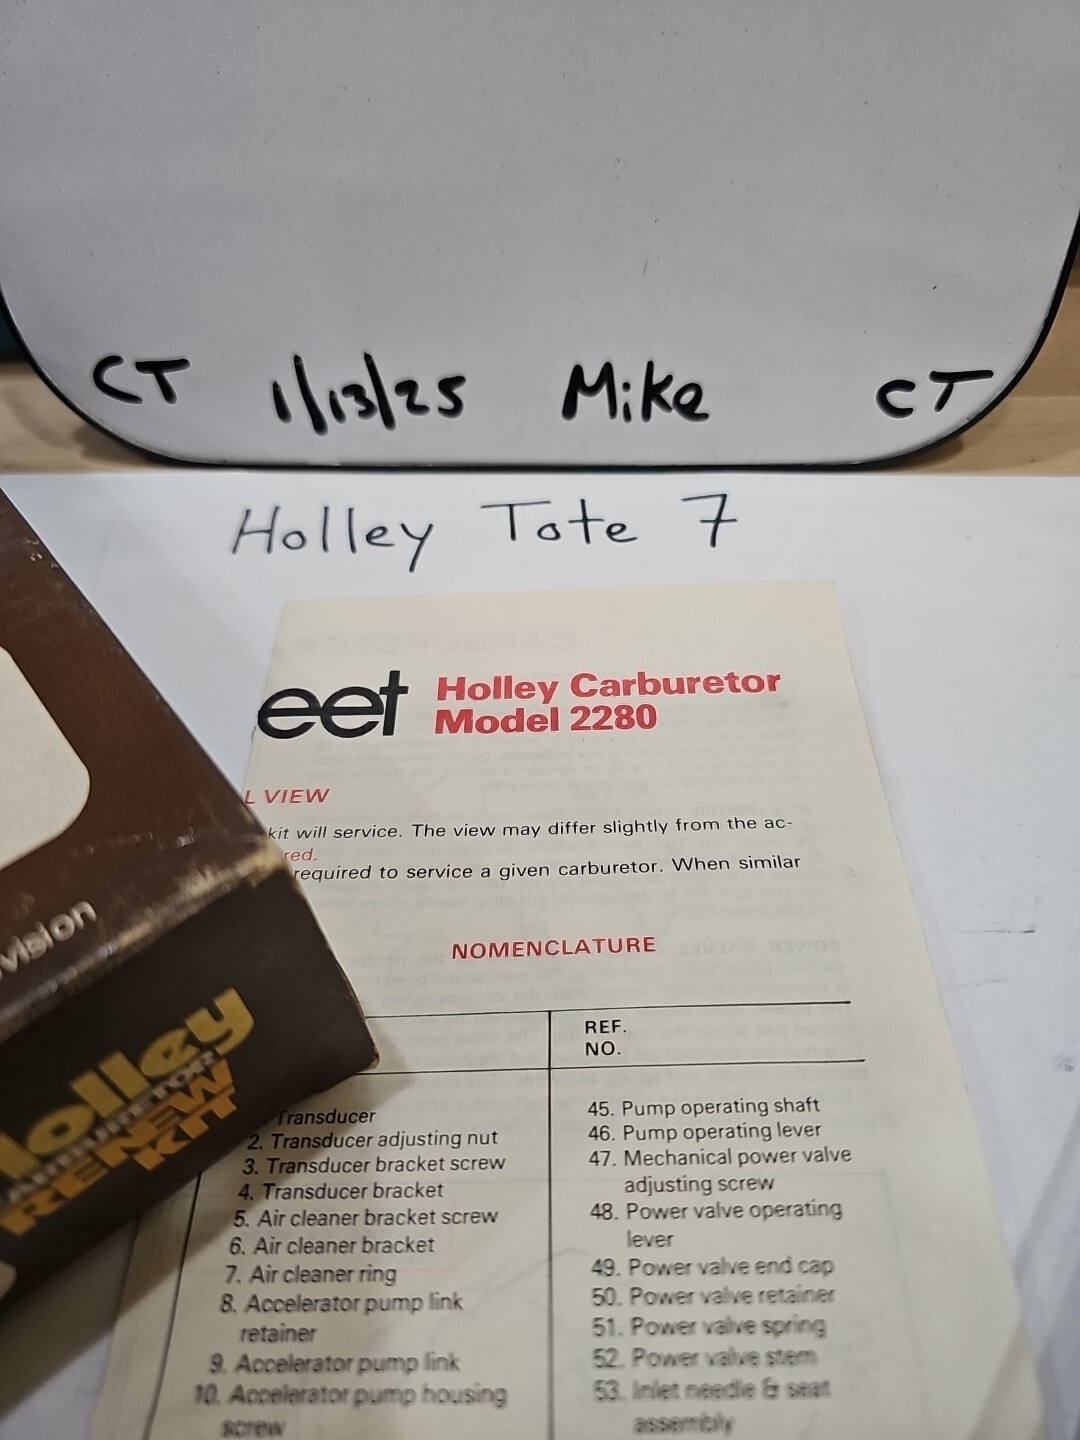 CT 1/13/25 Mike CT
Holley Tote 7
eet Holley Carburetor
Model 2280
L VIEW
kit will service. The view may differ slightly from the ac-
red.
required to service a given carburetor. When similar
NOMENCLATURE
REF.
NO.
Transducer
2. Transducer adjusting nut
3. Transducer bracket screw
4. Transducer bracket
5. Air cleaner bracket screw
6. Air cleaner bracket
7. Air cleaner ring
8. Accelerator pump link
retainer
9. Accelerator pump link
10. Accelerator pump housing
screw
45. Pump operating shaft
46. Pump operating lever
47. Mechanical power valve
adjusting screw
48. Power valve operating
lever
49. Power valve end cap
50. Power valve retainer
51. Power valve spring
52. Power valve stem
53. Inlet needle & seat
assembly
vision
olley
CARBURETOR
RENEW
KIT